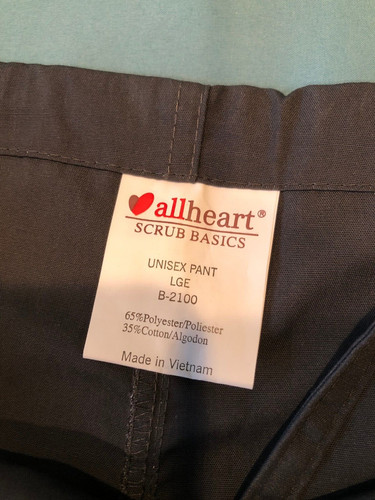 allheart®
SCRUB BASICS
UNISEX PANT
LGE
B-2100
65%Polyester/Poliester
35%Cotton/Algodon
Made in Vietnam